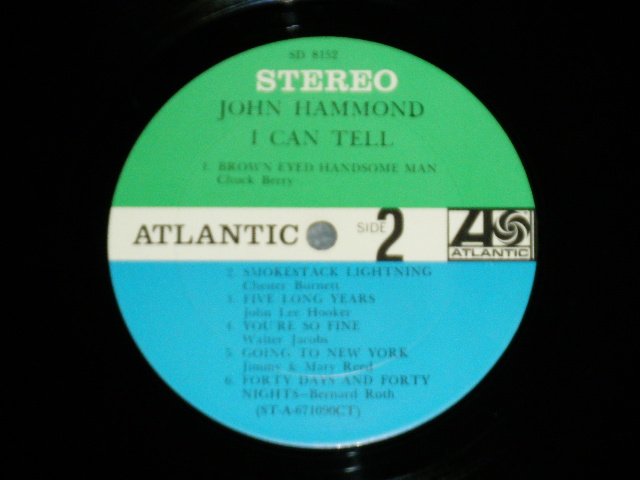 SD 8152
STEREO
JOHN HAMMOND
I CAN TELL
1. BROWN EYED HANDSOME MAN
Chuck Berry
ATLANTIC SIDE 2 A
ATLANTIC
2. SMOKESTACK LIGHTNING
Chester Burnett
3. FIVE LONG YEARS
John Lee Hooker
4. YOU'RE SO FINE
Walter Jacobs
5. GOING TO NEW YORK
Jimmy & Mary Reed
6. FORTY DAYS AND FORTY
NIGHTS—Bernard Roth
(ST-A-671090CT)